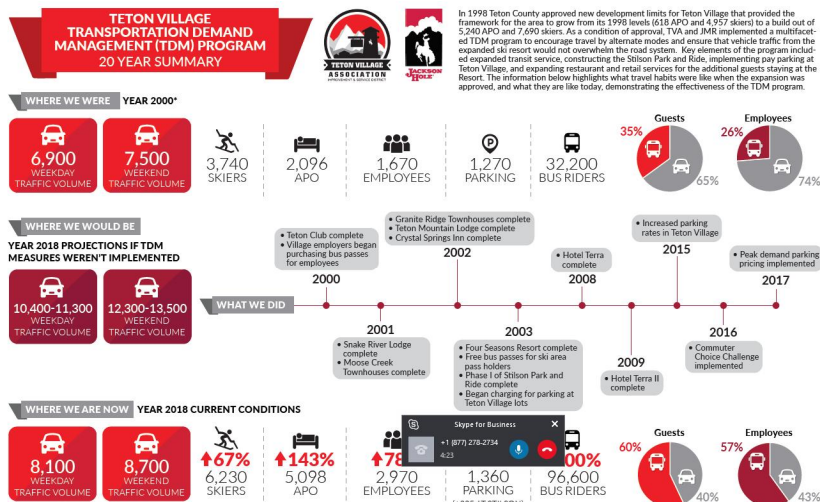 TETON VILLAGE
TRANSPORTATION DEMAND
MANAGEMENT (TDM) PROGRAM
20 YEAR SUMMARY
TETON VILLAGE
ASSOCIATION
IMPROVEMENT & SERVICE DISTRICT
JACKSON
HOLE
In 1998 Teton County approved new development limits for Teton Village that provided the
framework for the area to grow from its 1998 levels (618 APO and 4,957 skiers) to a build out of
5,240 APO and 7,690 skiers. As a condition of approval, TVA and JMR implemented a multifacet-
ed TDM program to encourage travel by alternate modes and ensure that vehicle traffic from the
expanded ski resort would not overwhelm the road system. Key elements of the program includ-
ed expanded transit service, constructing the Stilson Park and Ride, implementing pay parking at
Teton Village, and expanding restaurant and retail services for the additional guests staying at the
Resort. The information below highlights what travel habits were like when the expansion was
approved, and what they are like today, demonstrating the effectiveness of the TDM program.
WHERE WE WERE YEAR 2000*
6,900
WEEKDAY
TRAFFIC VOLUME
7,500
WEEKEND
TRAFFIC VOLUME
3,740
SKIERS
2,096
APO
1,670
EMPLOYEES
P
1,270
PARKING
32,200
BUS RIDERS
Guests
35%
65%
Employees
26%
74%
WHERE WE WOULD BE
YEAR 2018 PROJECTIONS IF TDM
MEASURES WEREN'T IMPLEMENTED
10,400-11,300
WEEKDAY
TRAFFIC VOLUME
12,300-13,500
WEEKEND
TRAFFIC VOLUME
WHAT WE DID
• Teton Club complete
• Village employers began
purchasing bus passes
for employees
2000
2001
• Snake River Lodge
complete
• Moose Creek
Townhouses complete
• Granite Ridge Townhouses complete
• Teton Mountain Lodge complete
• Crystal Springs Inn complete
2002
2003
• Four Seasons Resort complete
• Free bus passes for ski area
pass holders
• Phase I of Stilson Park and
Ride complete
• Began charging for parking at
Teton Village lots
• Hotel Terra
complete
2008
2009
• Hotel Terra II
complete
• Increased parking
rates in Teton Village
2015
2016
• Commuter
Choice Challenge
implemented
• Peak demand parking
pricing implemented
2017
WHERE WE ARE NOW YEAR 2018 CURRENT CONDITIONS
8,100
WEEKDAY
TRAFFIC VOLUME
8,700
WEEKEND
TRAFFIC VOLUME
67%
6,230
SKIERS
143%
5,098
APO
78
2,970
EMPLOYEES
1,360
PARKING
00%
96,600
BUS RIDERS
Skype for Business
+1 (877) 278-2734
4:23
Guests
60%
40%
Employees
57%
43%